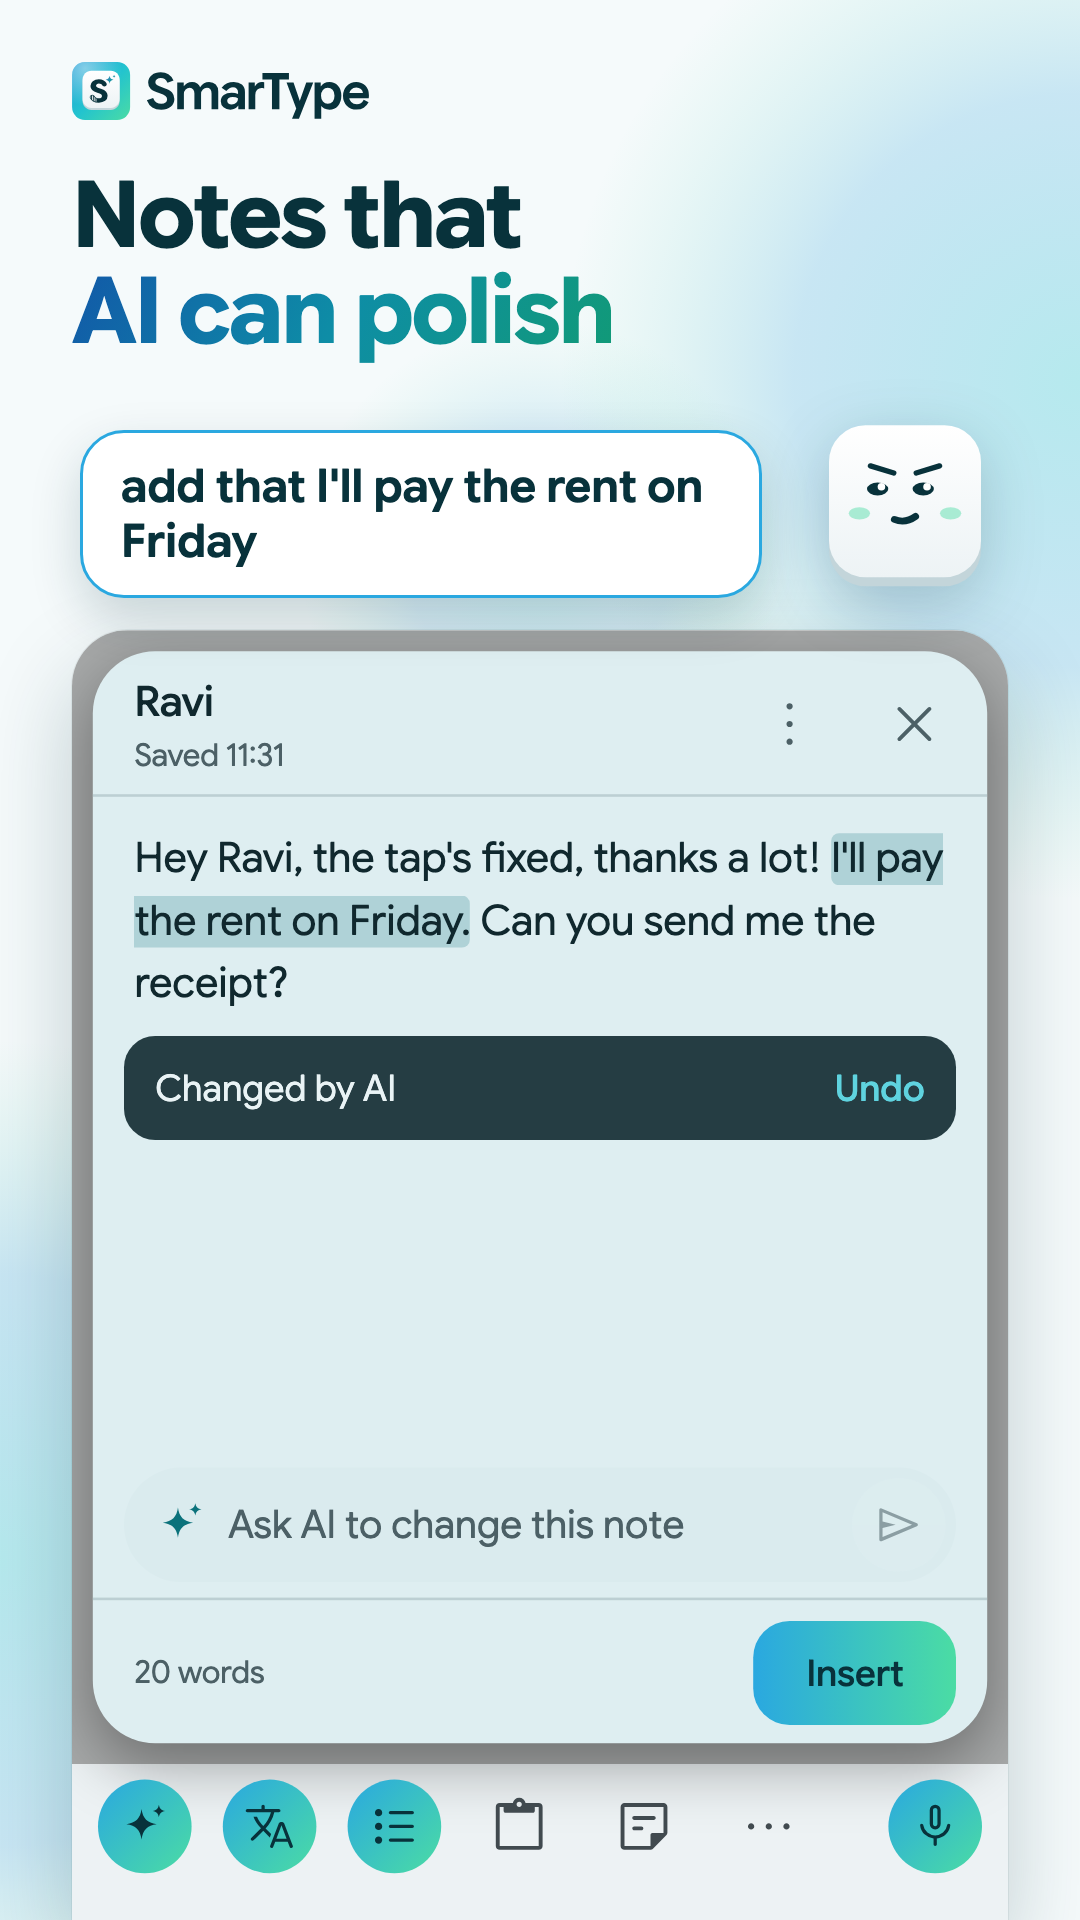 SmarType
Notes that
AI can polish
add that I'll pay the rent on
Friday
Ravi
Saved 11:31
Hey Ravi, the tap's fixed, thanks a lot! I'll pay
the rent on Friday. Can you send me the
receipt?
Changed by AI Undo
Ask AI to change this note
20 words Insert